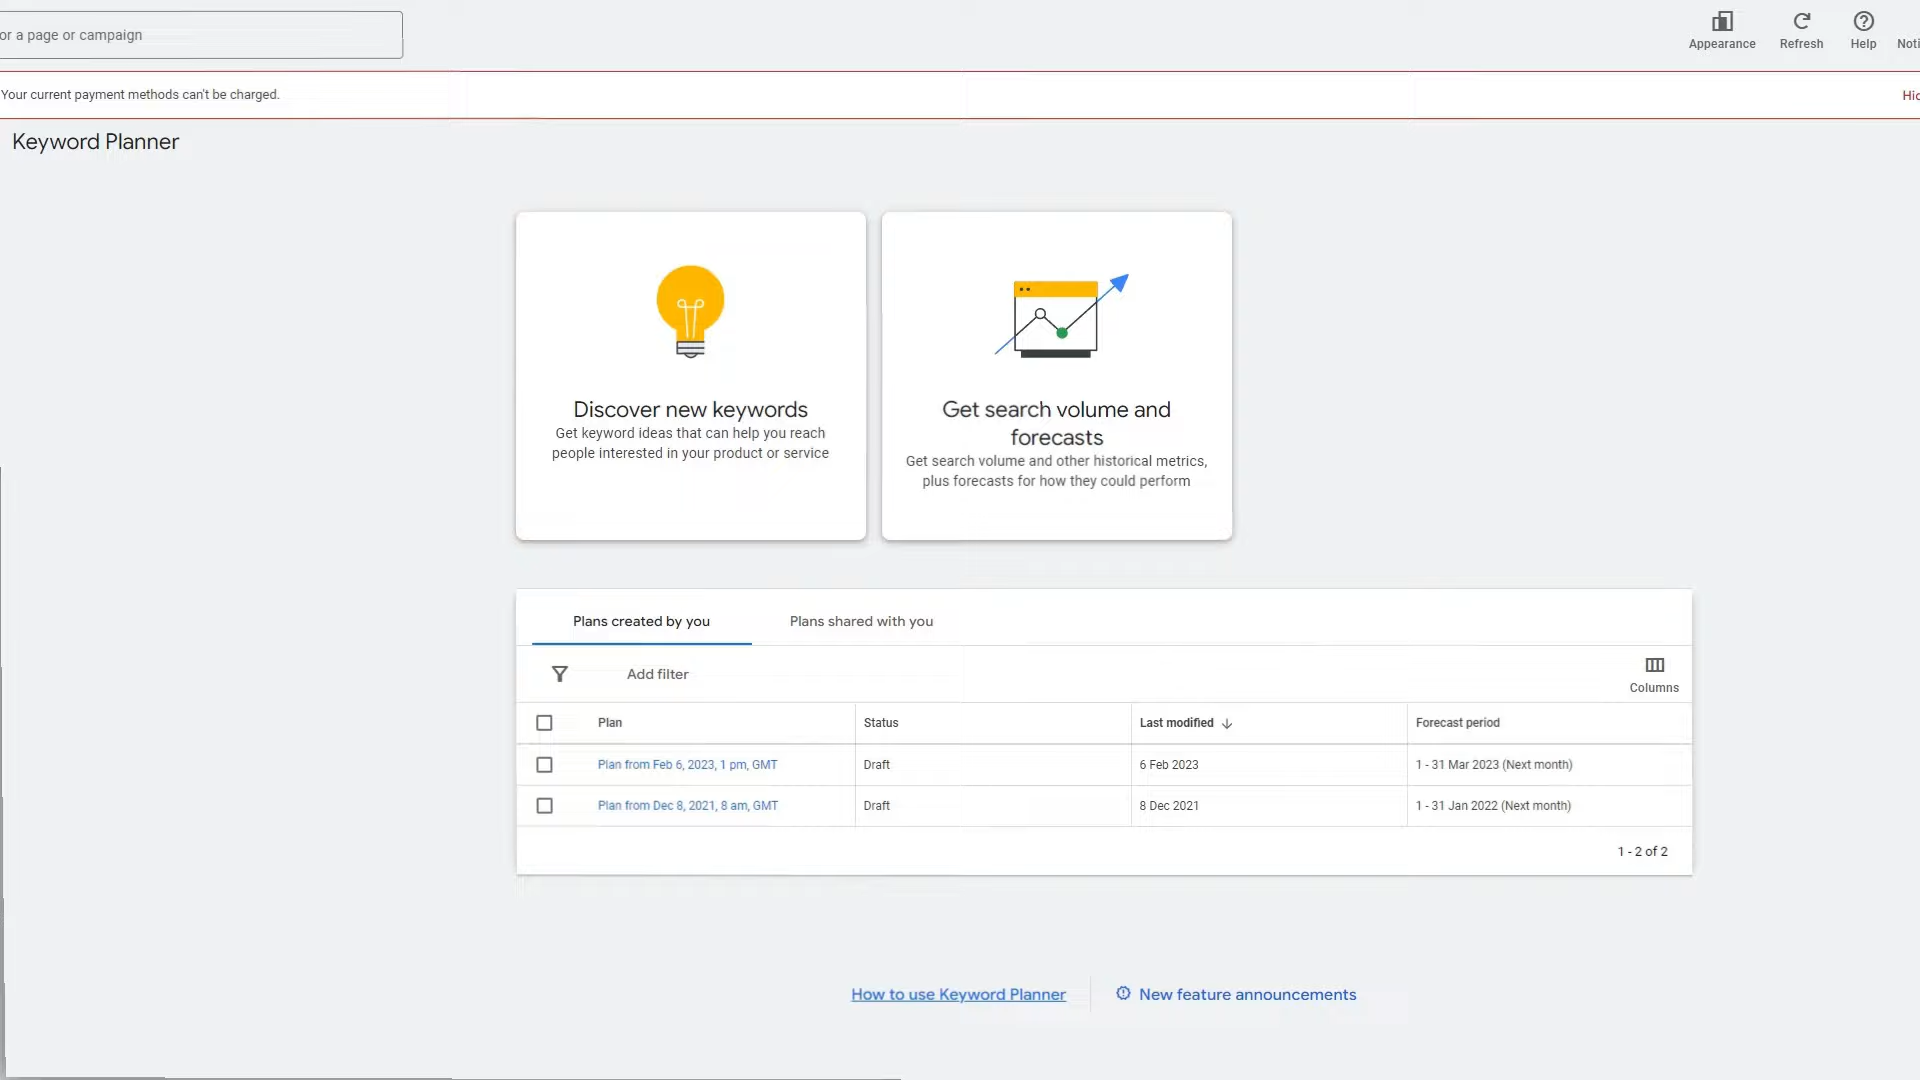 or a page or campaign
Appearance
Refresh
Help
Your current payment methods can't be charged.
Keyword Planner
Discover new keywords
Get keyword ideas that can help you reach
people interested in your product or service
Get search volume and
forecasts
Get search volume and other historical metrics,
plus forecasts for how they could perform
Plans created by you
Plans shared with you
Add filter
Columns
Plan
Status
Last modified
Forecast period
Plan from Feb 6, 2023, 1 pm, GMT
Draft
6 Feb 2023
1 - 31 Mar 2023 (Next month)
Plan from Dec 8, 2021, 8 am, GMT
Draft
8 Dec 2021
1 - 31 Jan 2022 (Next month)
1 - 2 of 2
How to use Keyword Planner
New feature announcements